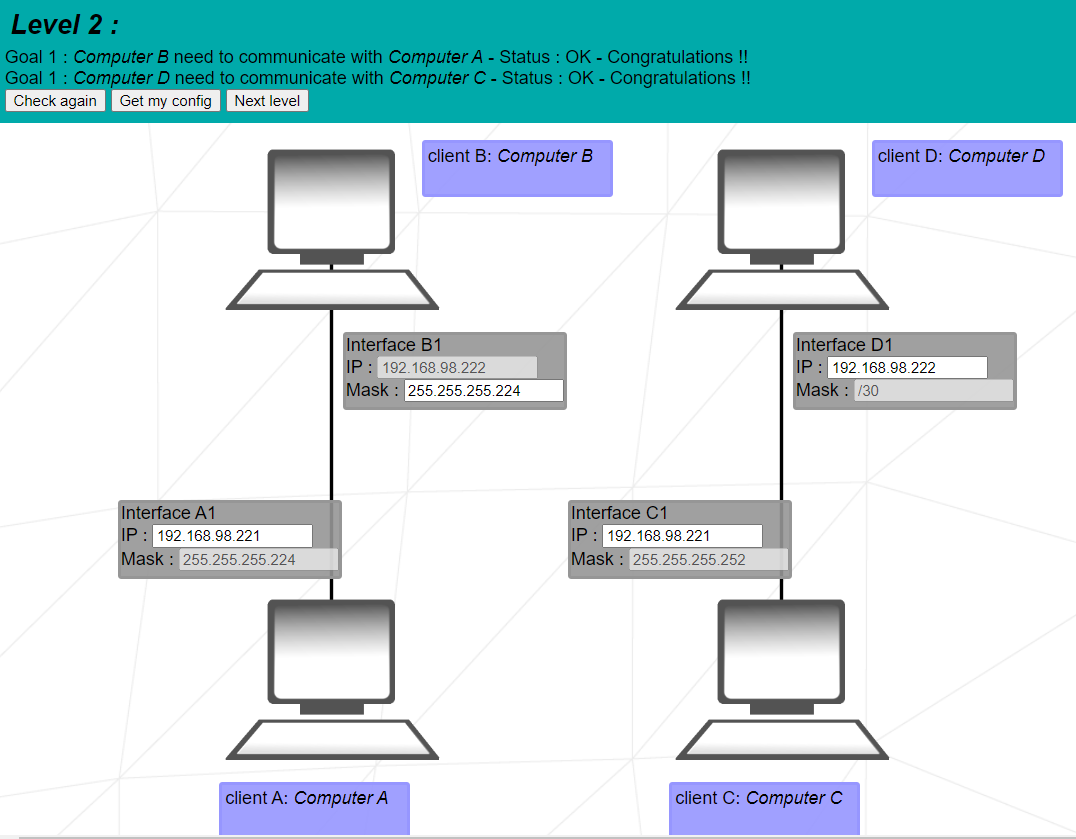 Level 2 :
Goal 1 : Computer B need to communicate with Computer A - Status : OK - Congratulations !!
Goal 1 : Computer D need to communicate with Computer C - Status : OK - Congratulations !!
Check again Get my config Next level
client B: Computer B
client D: Computer D
Interface B1
IP : 192.168.98.222
Mask : 255.255.255.224
Interface D1
IP : 192.168.98.222
Mask : /30
Interface A1
IP : 192.168.98.221
Mask : 255.255.255.224
Interface C1
IP : 192.168.98.221
Mask : 255.255.255.252
client A: Computer A
client C: Computer C